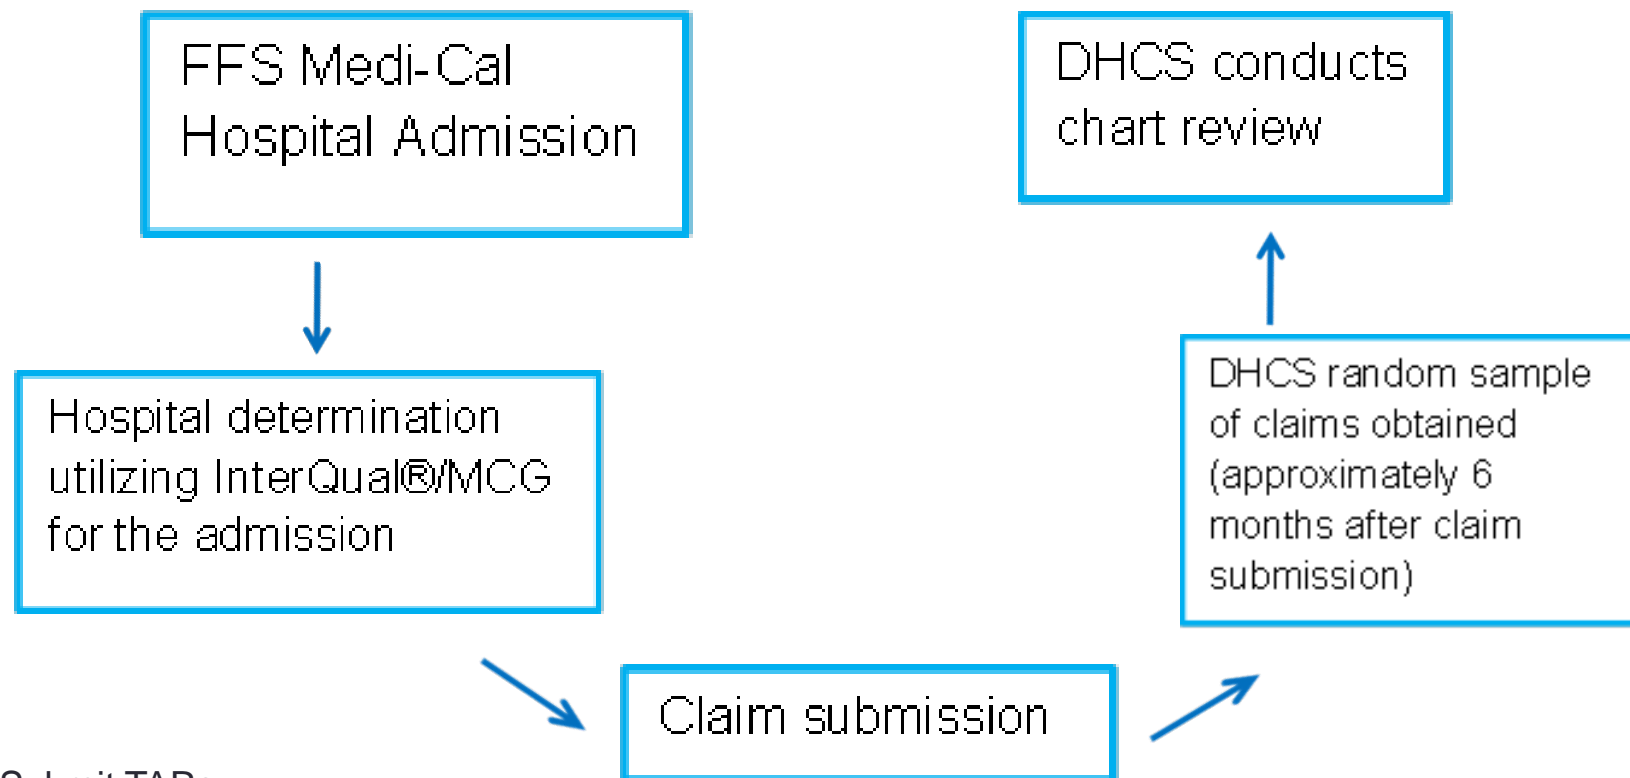 FFS Medi-Cal
Hospital Admission
Hospital determination
utilizing InterQual®/MCG
for the admission
Claim submission
DHCS random sample
of claims obtained
(approximately 6
months after claim
submission)
DHCS conducts
chart review